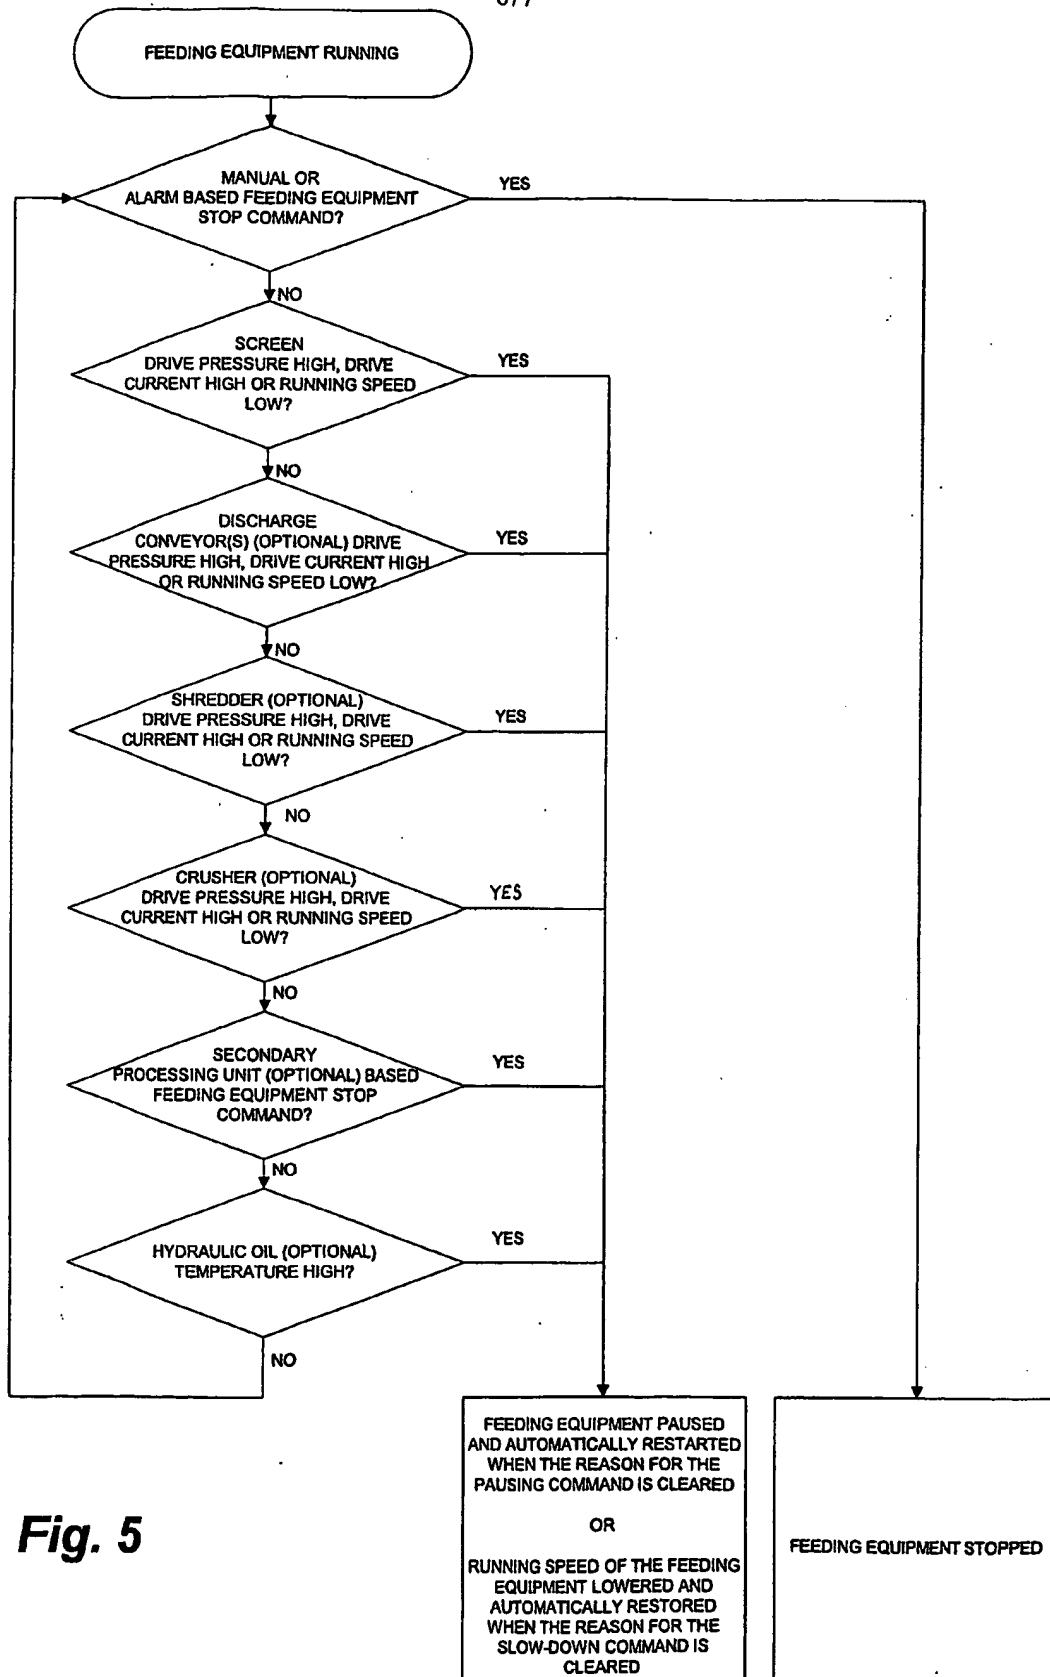 FEEDING EQUIPMENT RUNNING
MANUAL OR
ALARM BASED FEEDING EQUIPMENT
STOP COMMAND?
YES
NO
SCREEN
DRIVE PRESSURE HIGH, DRIVE
CURRENT HIGH OR RUNNING SPEED
LOW?
YES
NO
DISCHARGE
CONVEYOR(S) (OPTIONAL) DRIVE
PRESSURE HIGH, DRIVE CURRENT HIGH
OR RUNNING SPEED LOW?
YES
NO
SHREDDER (OPTIONAL)
DRIVE PRESSURE HIGH, DRIVE
CURRENT HIGH OR RUNNING SPEED
LOW?
YES
NO
CRUSHER (OPTIONAL)
DRIVE PRESSURE HIGH, DRIVE
CURRENT HIGH OR RUNNING SPEED
LOW?
YES
NO
SECONDARY
PROCESSING UNIT (OPTIONAL) BASED
FEEDING EQUIPMENT STOP
COMMAND?
YES
NO
HYDRAULIC OIL (OPTIONAL)
TEMPERATURE HIGH?
YES
NO
FEEDING EQUIPMENT PAUSED
AND AUTOMATICALLY RESTARTED
WHEN THE REASON FOR THE
PAUSING COMMAND IS CLEARED
OR
RUNNING SPEED OF THE FEEDING
EQUIPMENT LOWERED AND
AUTOMATICALLY RESTORED
WHEN THE REASON FOR THE
SLOW-DOWN COMMAND IS
CLEARED
FEEDING EQUIPMENT STOPPED
Fig. 5